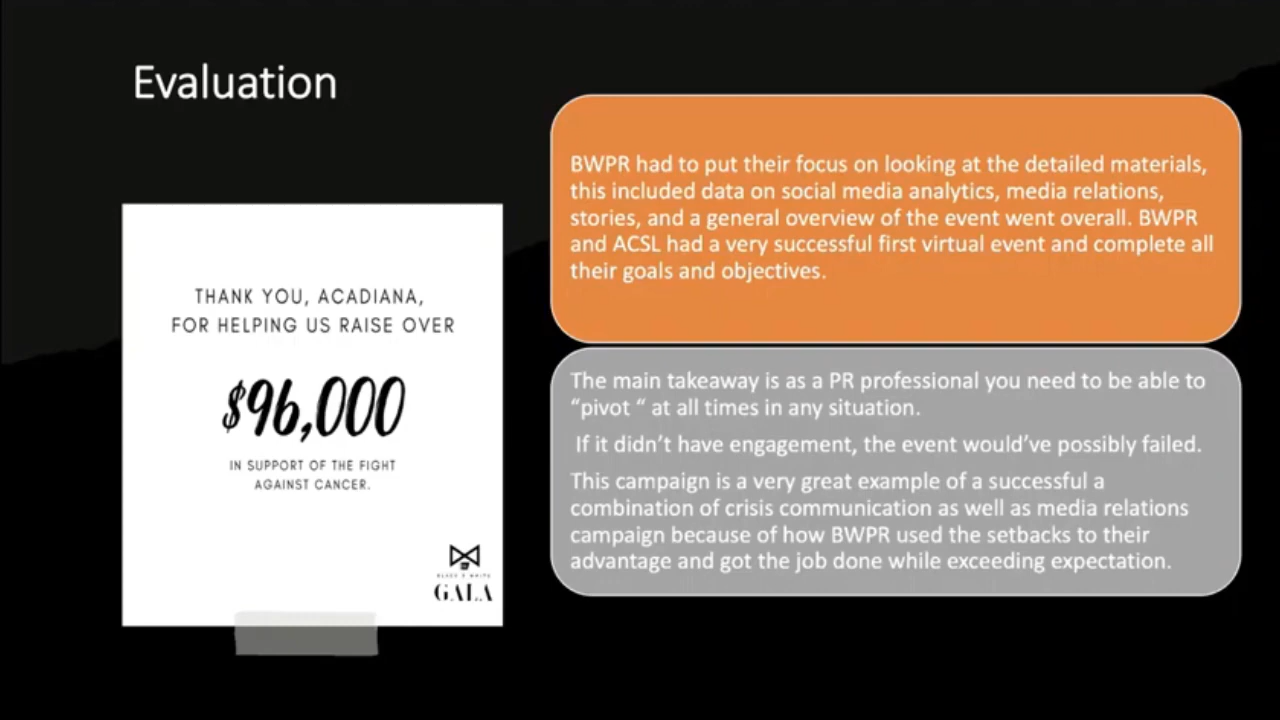 Evaluation
THANK YOU, ACADIANA,
FOR HELPING US RAISE OVER
$96,000
IN SUPPORT OF THE FIGHT
AGAINST CANCER.
BLACK & WHITE
GALA
BWPR had to put their focus on looking at the detailed materials,
this included data on social media analytics, media relations,
stories, and a general overview of the event went overall. BWPR
and ACSL had a very successful first virtual event and complete all
their goals and objectives.
The main takeaway is as a PR professional you need to be able to
“pivot “ at all times in any situation.
If it didn’t have engagement, the event would’ve possibly failed.
This campaign is a very great example of a successful a
combination of crisis communication as well as media relations
campaign because of how BWPR used the setbacks to their
advantage and got the job done while exceeding expectation.